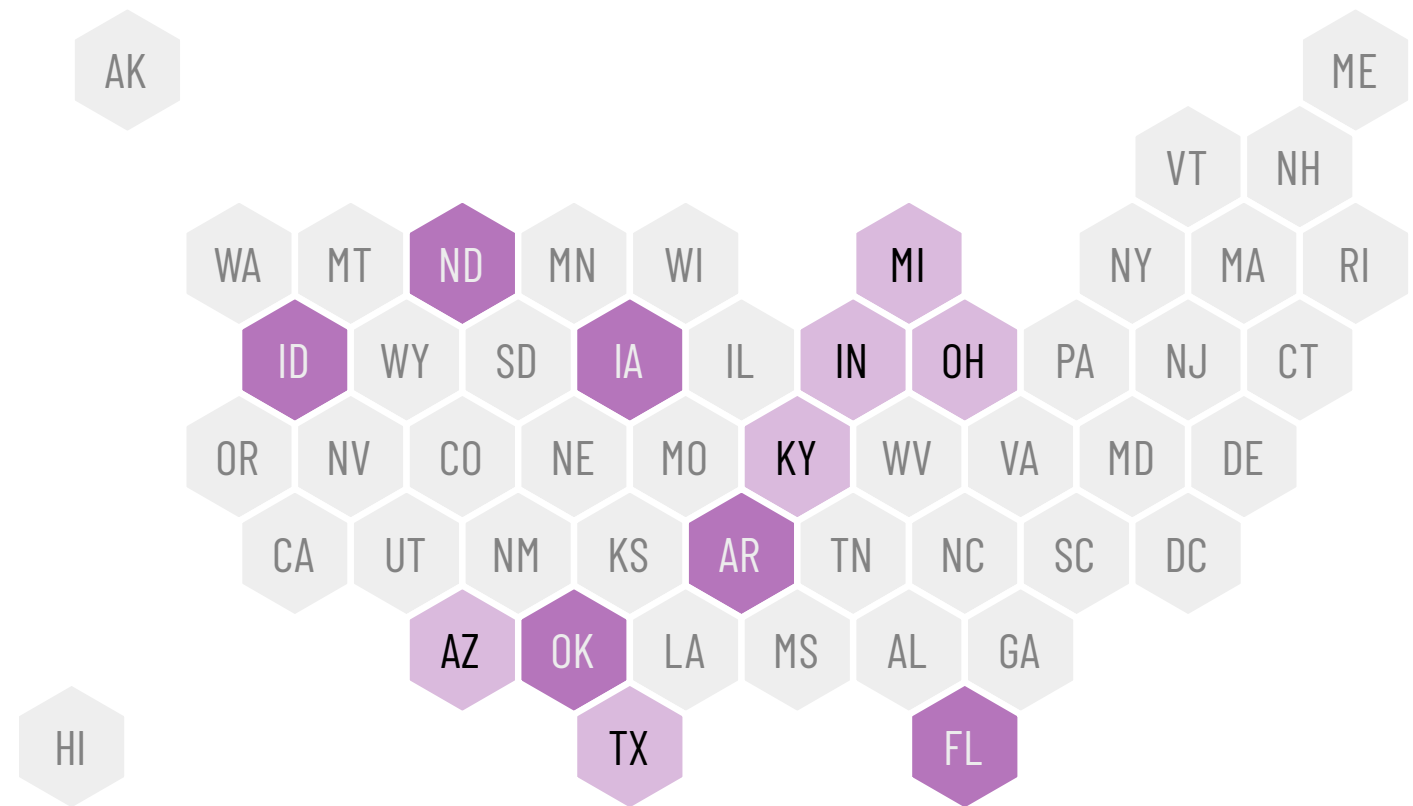 AK
ME
VT NH
WA MT ND MN WI MI NY MA RI
ID WY SD IA IL IN OH PA NJ CT
OR NV CO NE MO KY WV VA MD DE
CA UT NM KS AR TN NC SC DC
AZ OK LA MS AL GA
HI TX FL